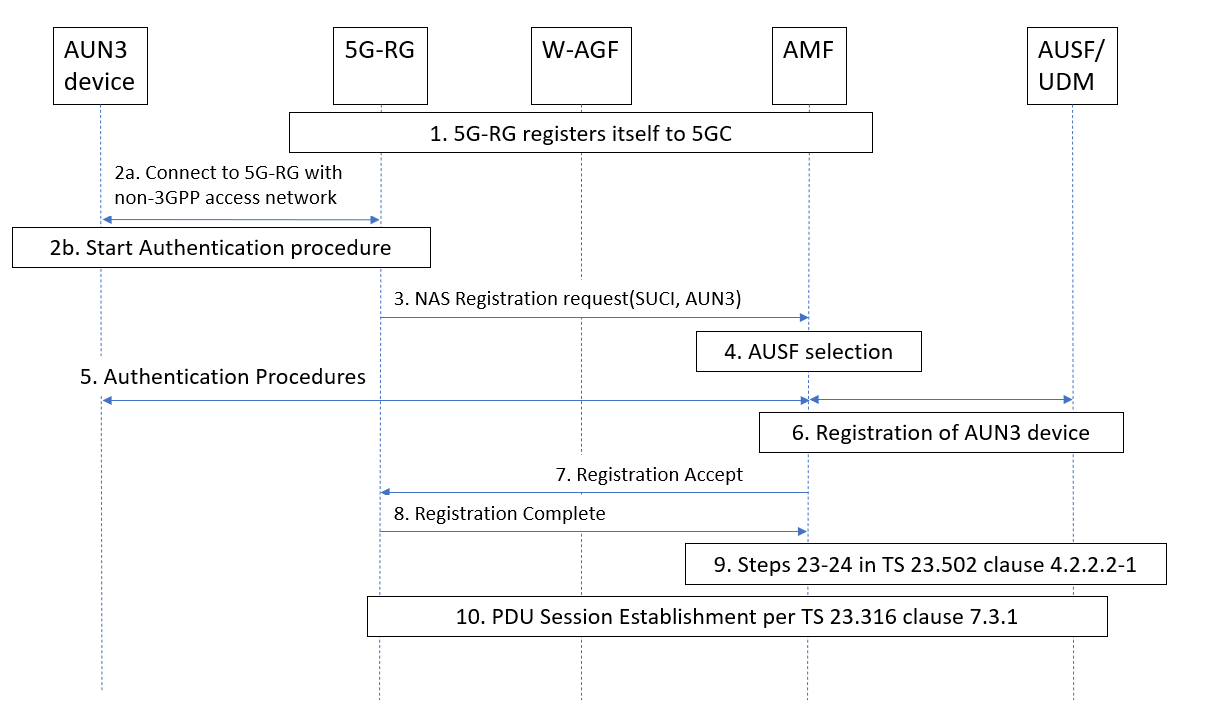 AUN3
device
5G-RG
W-AGF
AMF
AUSF/
UDM
1. 5G-RG registers itself to 5GC
2a. Connect to 5G-RG with
non-3GPP access network
2b. Start Authentication procedure
3. NAS Registration request(SUCI, AUN3)
4. AUSF selection
5. Authentication Procedures
6. Registration of AUN3 device
7. Registration Accept
8. Registration Complete
9. Steps 23-24 in TS 23.502 clause 4.2.2.2-1
10. PDU Session Establishment per TS 23.316 clause 7.3.1